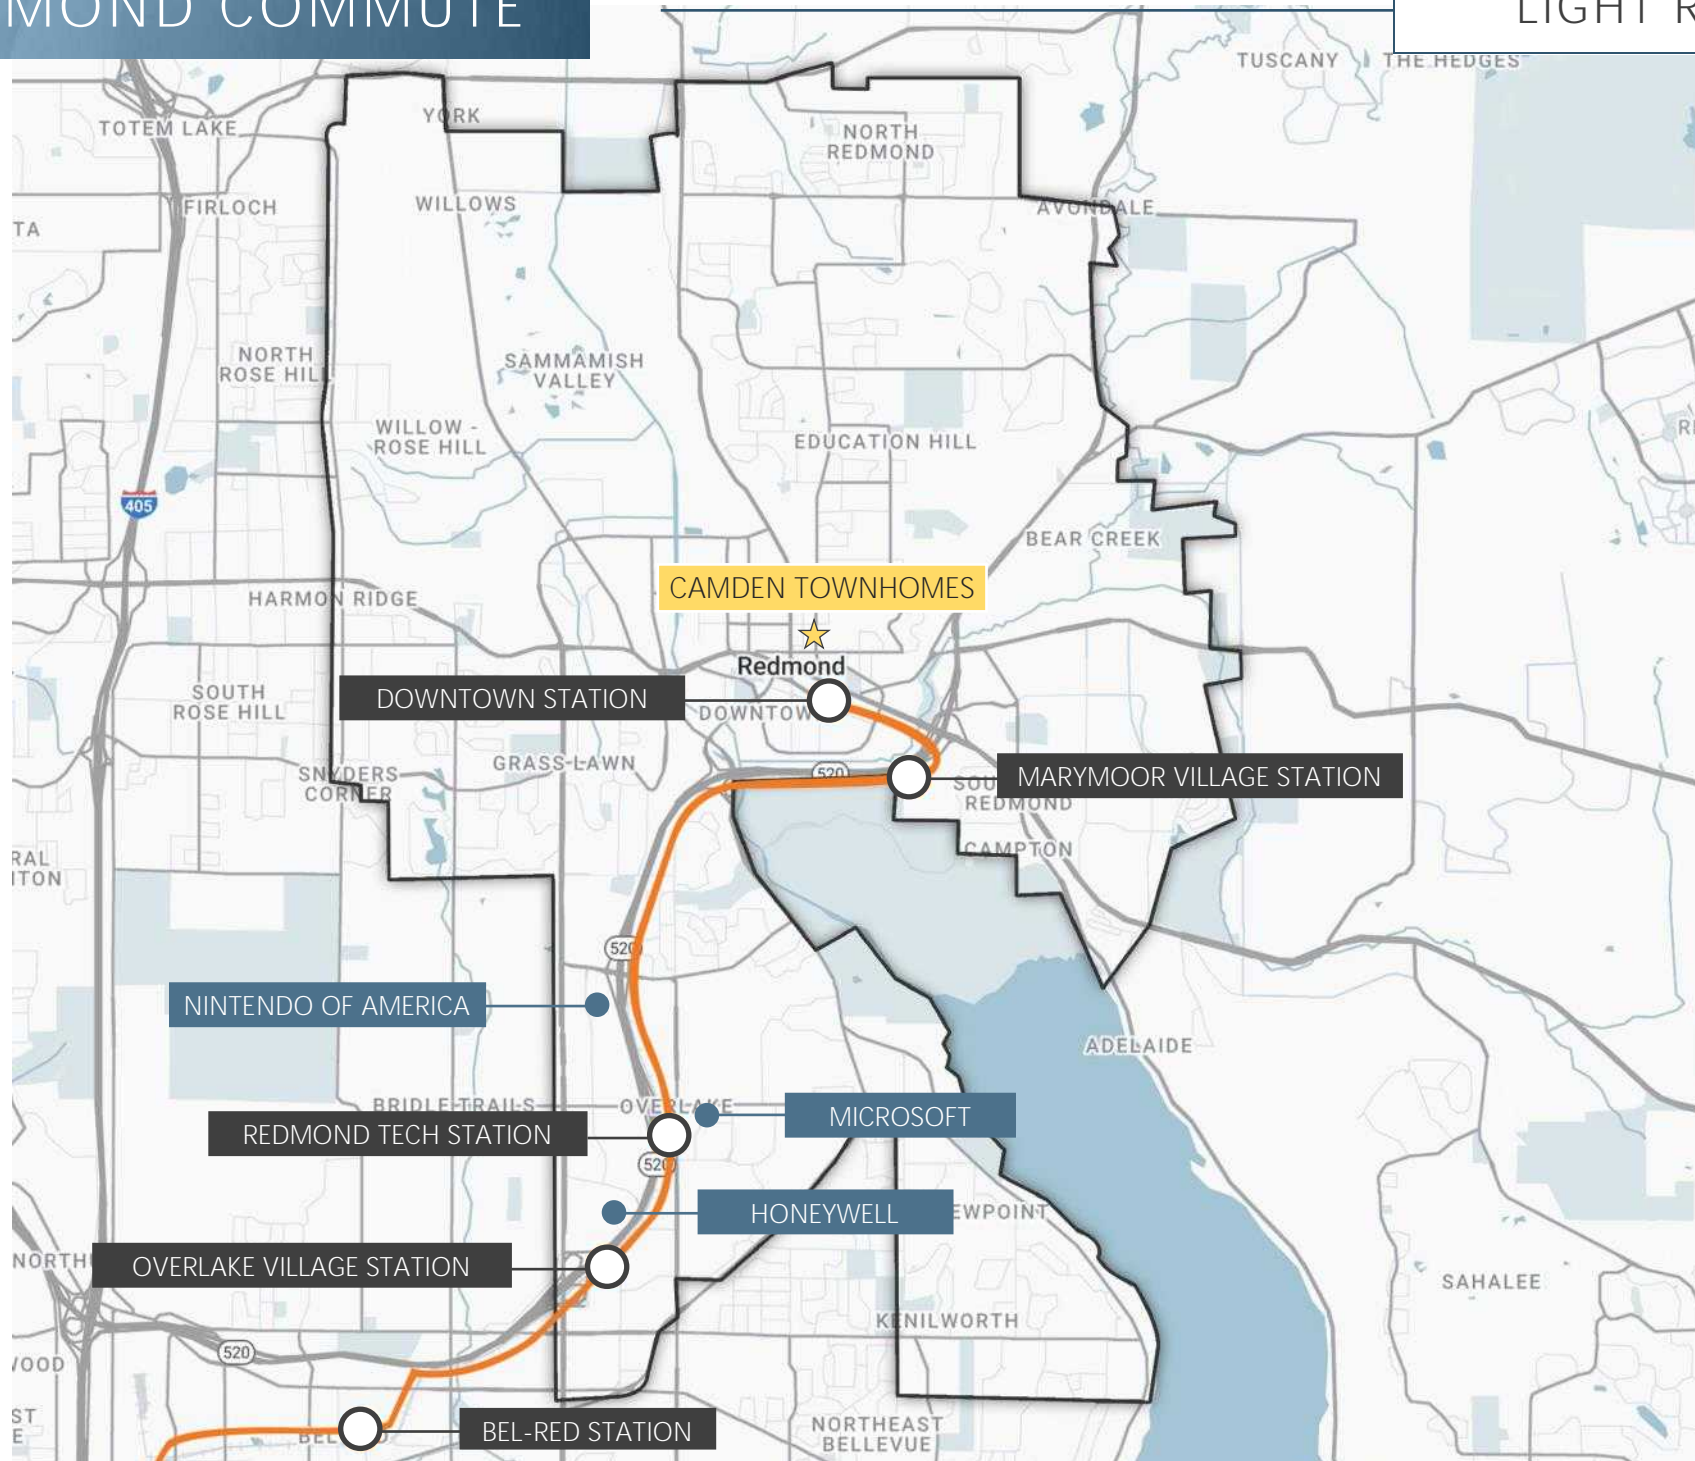 MOND COMMUTE
LIGHT R
TUSCANY
THE HEDGES
TOTEM LAKE
YORK
NORTH
REDMOND
FIRLOCH
WILLOWS
AVONDALE
TA
NORTH
ROSE HILL
SAMMAMISH
VALLEY
WILLOW -
ROSE HILL
EDUCATION HILL
405
BEAR CREEK
CAMDEN TOWNHOMES
HARMON RIDGE
Redmond
SOUTH
ROSE HILL
DOWNTOWN STATION
DOWNTOW
SNYDERS
CORNER
GRASS-LAWN
520
MARYMOOR VILLAGE STATION
SOU
REDMOND
CAMPTON
RAL
TON
520
NINTENDO OF AMERICA
ADELAIDE
BRIDLE-TRAILS
OVERLAKE
MICROSOFT
REDMOND TECH STATION
520
HONEYWELL
EWPOINT
NORTH
OVERLAKE VILLAGE STATION
SAHALEE
KENILWORTH
520
WOOD
ST
E
BEL
BEL-RED STATION
NORTHEAST
BELLEVUE